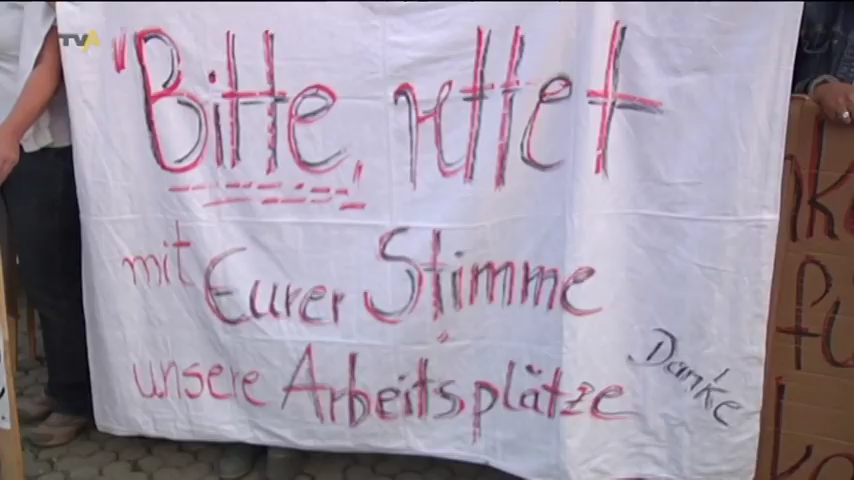 TVA
"Bitte, rettet
mit Eurer Stimme
unsere Arbeitsplätze
Danke